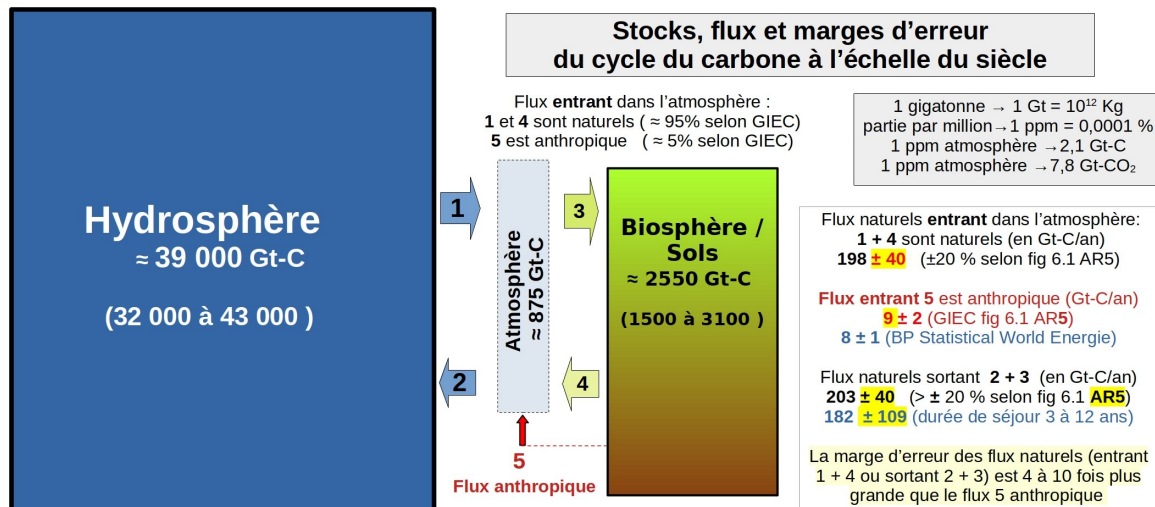 Stocks, flux et marges d’erreur
du cycle du carbone à l’échelle du siècle
Flux entrant dans l’atmosphère :
1 et 4 sont naturels ( ≈ 95% selon GIEC)
5 est anthropique ( ≈ 5% selon GIEC)
1 gigatonne → 1 Gt = 10¹² Kg
partie par million→1 ppm = 0,0001 %
1 ppm atmosphère →2,1 Gt-C
1 ppm atmosphère →7,8 Gt-CO₂
Hydrosphère
≈ 39 000 Gt-C
(32 000 à 43 000 )
1
2
Atmosphère
≈ 875 Gt-C
3
4
Biosphère /
Sols
≈ 2550 Gt-C
(1500 à 3100 )
5
Flux anthropique
Flux naturels entrant dans l’atmosphère:
1 + 4 sont naturels (en Gt-C/an)
198 ± 40 (±20 % selon fig 6.1 AR5)
Flux entrant 5 est anthropique (Gt-C/an)
9 ± 2 (GIEC fig 6.1 AR5)
8 ± 1 (BP Statistical World Energie)
Flux naturels sortant 2 + 3 (en Gt-C/an)
203 ± 40 (> ± 20 % selon fig 6.1 AR5)
182 ± 109 (durée de séjour 3 à 12 ans)
La marge d’erreur des flux naturels (entrant
1 + 4 ou sortant 2 + 3) est 4 à 10 fois plus
grande que le flux 5 anthropique